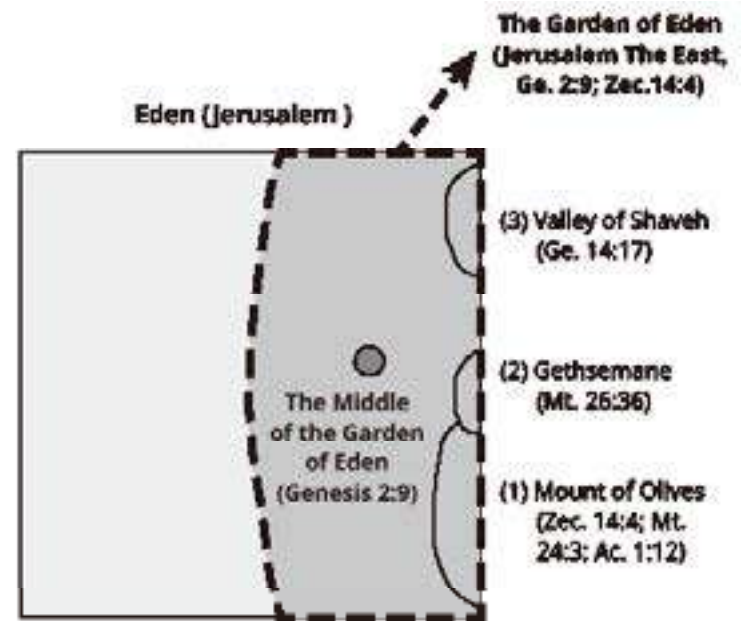 The Garden of Eden
(Jerusalem The East,
Ge. 2:9; Zec.14:4)
Eden (Jerusalem )
(3) Valley of Shaveh
(Ge. 14:17)
(2) Gethsemane
(Mt. 26:36)
The Middle
of the Garden
of Eden
(Genesis 2:9)
(1) Mount of Olives
(Zec. 14:4; Mt.
24:3; Ac. 1:12)